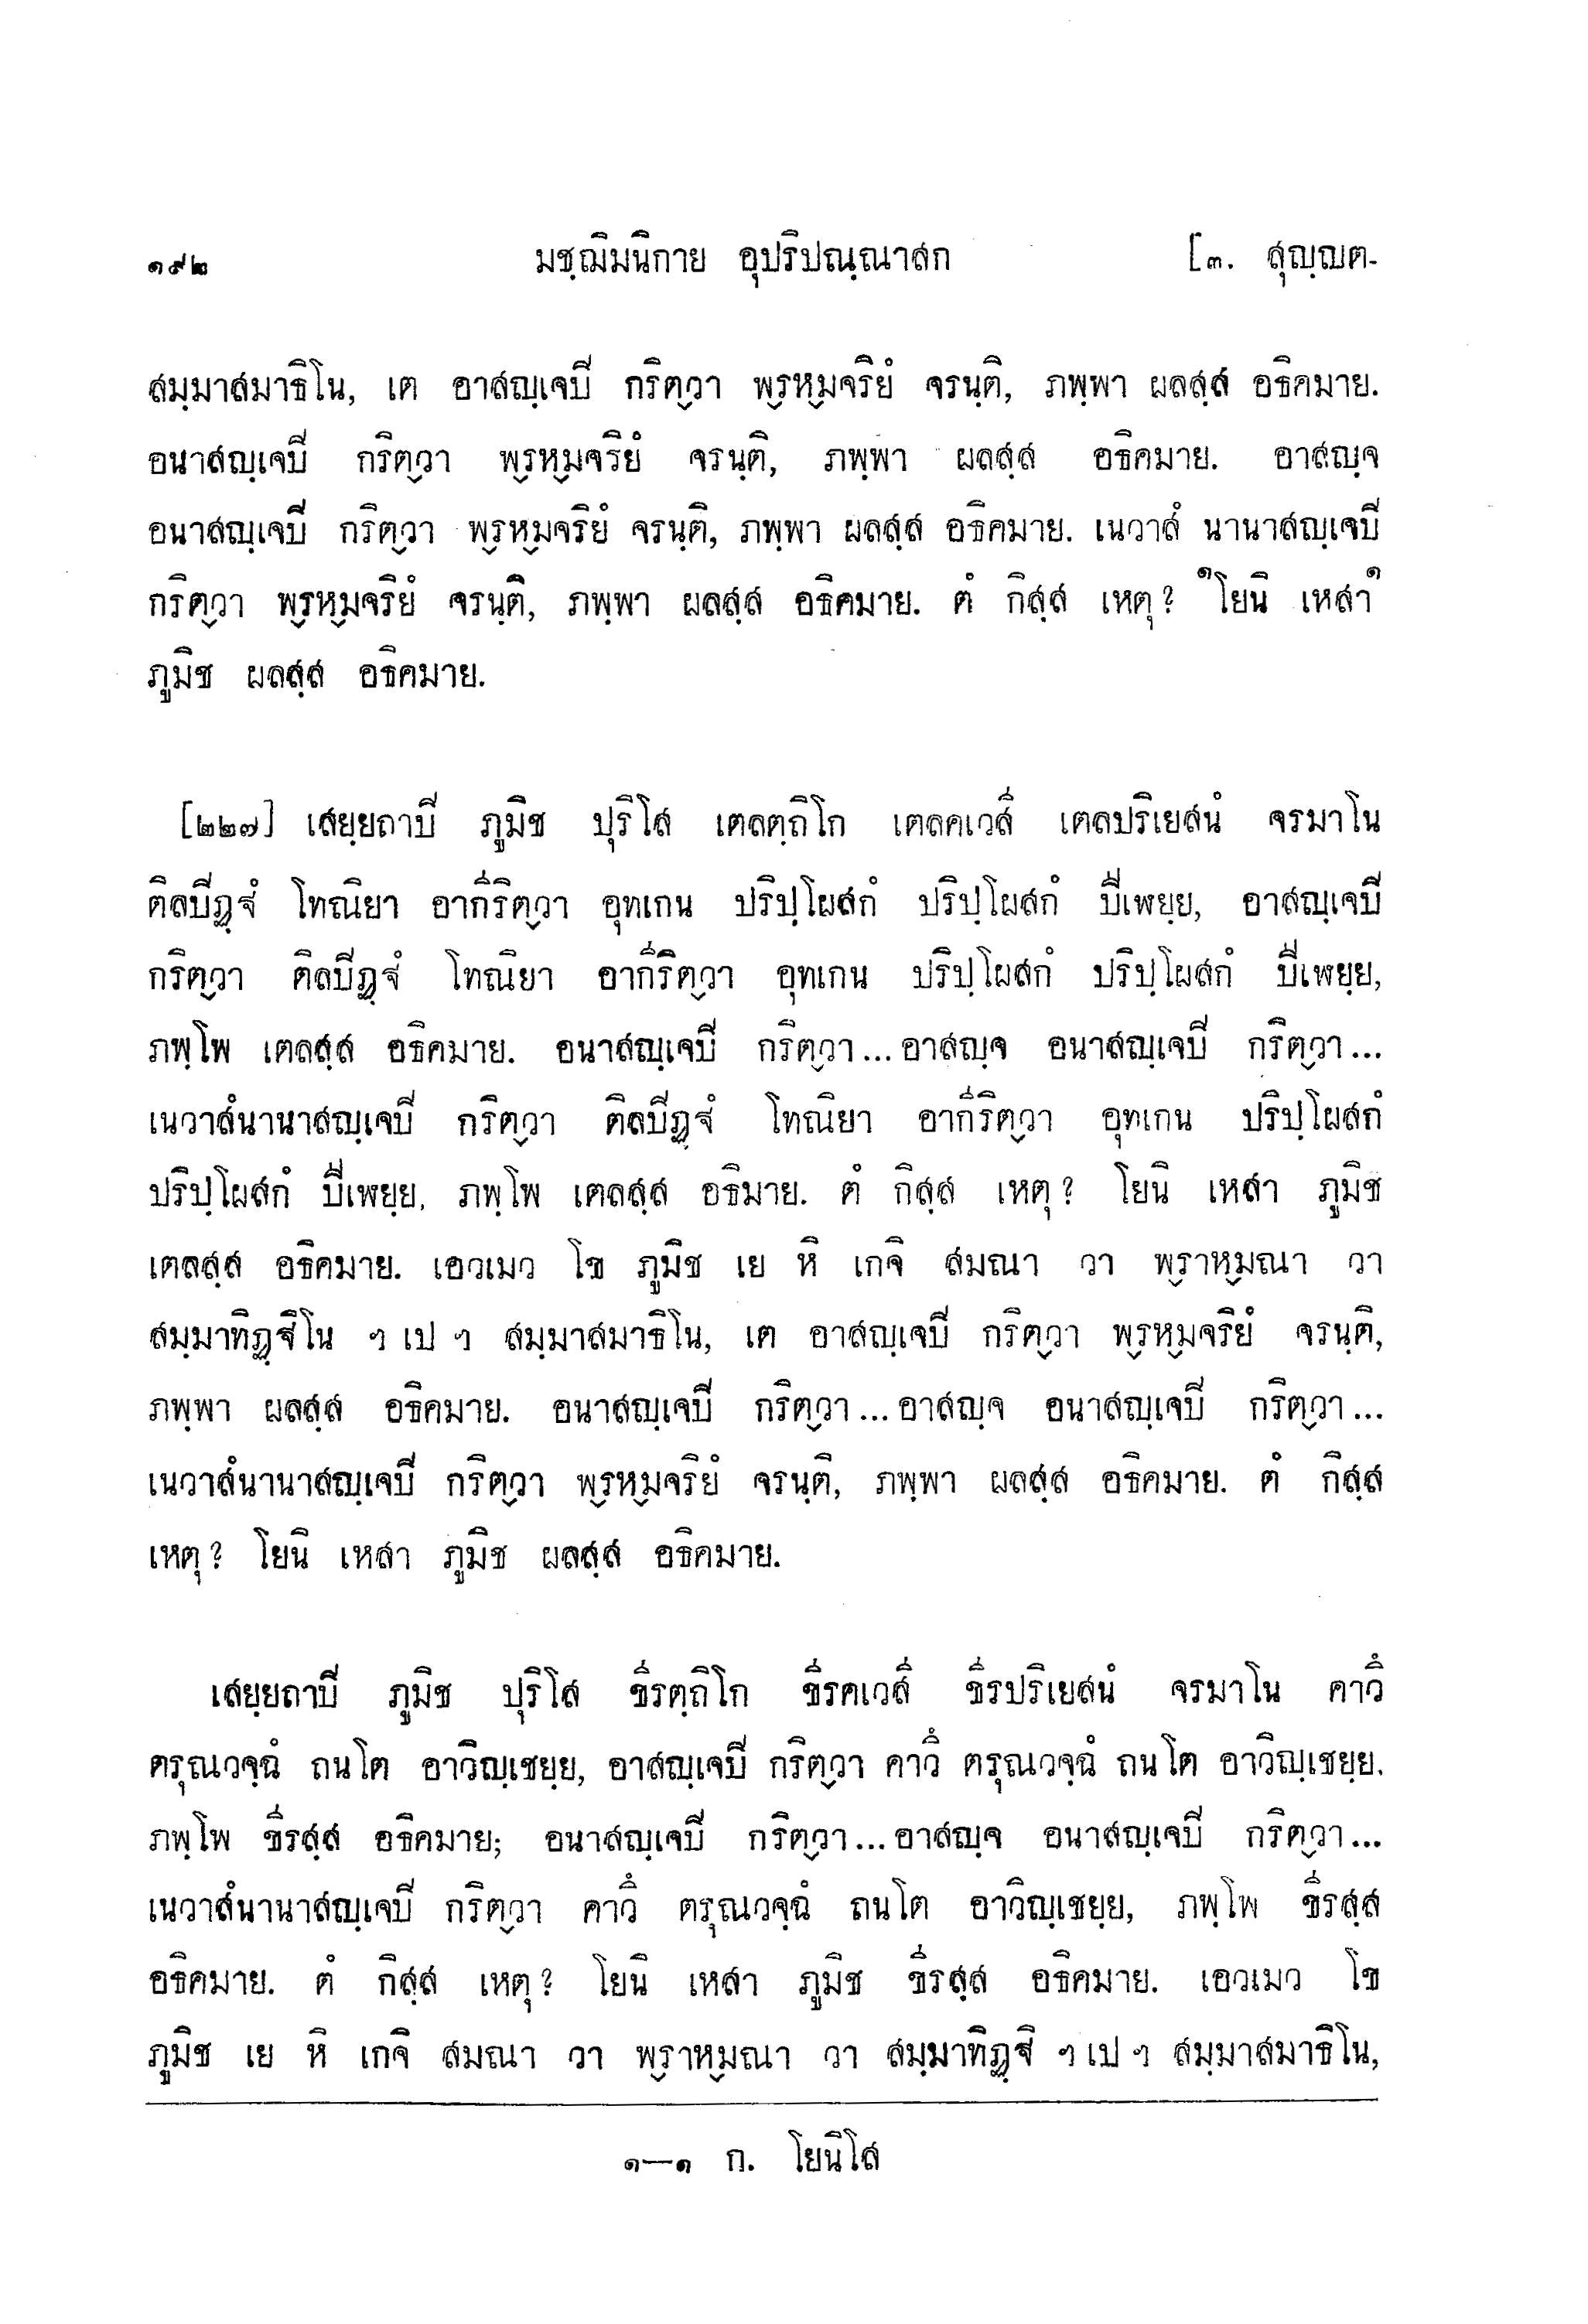 ๑๙๒ มชฺฌิมนิกาย อุปริปณฺณาสก [๓. สุญฺญต-
สมฺมาสมาธิโน, เต อาสญฺเจปิ กริต๎วา พ๎รห๎มจริยํ จรนฺติ, ภพฺพา ผลสฺส อธิคมาย.
อนาสญฺเจปิ กริต๎วา พ๎รห๎มจริยํ จรนฺติ, ภพฺพา ผลสฺส อธิคมาย. อาสญฺจ
อนาสญฺเจปิ กริต๎วา พ๎รห๎มจริยํ จรนฺติ, ภพฺพา ผลสฺส อธิคมาย. เนวาสํ นานาสญฺเจปิ
กริต๎วา พ๎รห๎มจริยํ จรนฺติ, ภพฺพา ผลสฺส อธิคมาย. ตํ กิสฺส เหตุ? ๑โยนิ เหสา๑
ภูมิช ผลสฺส อธิคมาย.
[๒๒๗] เสยฺยถาปิ ภูมิช ปุริโส เตลตฺถิโก เตลคเวสี เตลปริเยสนํ จรมาโน
ติลปิฏฺฐํ โทณิยา อากีริต๎วา อุทเกน ปริปฺโผสกํ ปริปฺโผสกํ ปีเพยฺย, อาสญฺเจปิ
กริต๎วา ติลปิฏฺฐํ โทณิยา อากีริต๎วา อุทเกน ปริปฺโผสกํ ปริปฺโผสกํ ปีเพยฺย,
ภพฺโพ เตลสฺส อธิคมาย. อนาสญฺเจปิ กริต๎วา...อาสญฺจ อนาสญฺเจปิ กริต๎วา...
เนวาสํนานาสญฺเจปิ กริต๎วา ติลปิฏฺฐํ โทณิยา อากีริต๎วา อุทเกน ปริปฺโผสกํ
ปริปฺโผสกํ ปีเพยฺย, ภพฺโพ เตลสฺส อธิมาย. ตํ กิสฺส เหตุ? โยนิ เหสา ภูมิช
เตลสฺส อธิคมาย. เอวเมว โข ภูมิช เย หิ เกจิ สมณา วา พ๎ราห๎มณา วา
สมฺมาทิฏฺฐิโน ฯ เป ฯ สมฺมาสมาธิโน, เต อาสญฺเจปิ กริต๎วา พ๎รห๎มจริยํ จรนฺติ,
ภพฺพา ผลสฺส อธิคมาย. อนาสญฺเจปิ กริต๎วา...อาสญฺจ อนาสญฺเจปิ กริต๎วา...
เนวาสํนานาสญฺเจปิ กริต๎วา พ๎รห๎มจริยํ จรนฺติ, ภพฺพา ผลสฺส อธิคมาย. ตํ กิสฺส
เหตุ? โยนิ เหสา ภูมิช ผลสฺส อธิคมาย.
เสยฺยถาปิ ภูมิช ปุริโส ขีรตฺถิโก ขีรคเวสี ขีรปริเยสนํ จรมาโน คาวึ
ตรุณวจฺฉํ ถนโต อาวิญฺเชยฺย, อาสญฺเจปิ กริต๎วา คาวึ ตรุณวจฺฉํ ถนโต อาวิญฺเชยฺย,
ภพฺโพ ขีรสฺส อธิคมาย; อนาสญฺเจปิ กริต๎วา...อาสญฺจ อนาสญฺเจปิ กริต๎วา...
เนวาสํนานาสญฺเจปิ กริต๎วา คาวึ ตรุณวจฺฉํ ถนโต อาวิญฺเชยฺย, ภพฺโพ ขีรสฺส
อธิคมาย. ตํ กิสฺส เหตุ? โยนิ เหสา ภูมิช ขีรสฺส อธิคมาย. เอวเมว โข
ภูมิช เย หิ เกจิ สมณา วา พ๎ราห๎มณา วา สมฺมาทิฏฺฐิ ฯ เป ฯ สมฺมาสมาธิโน,
๑—๑ ก. โยนิโส